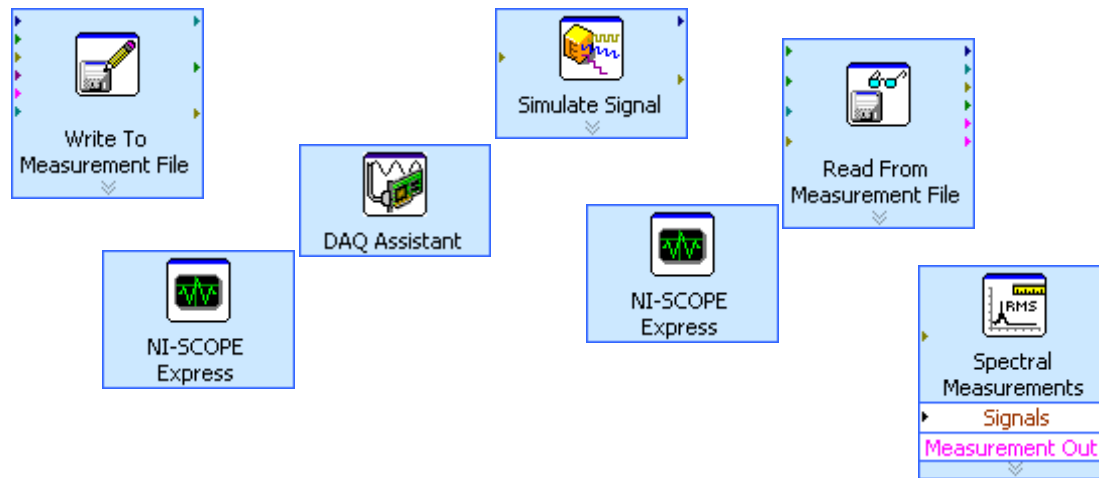 Write To
Measurement File
Simulate Signal
DAQ Assistant
Read From
Measurement File
NI-SCOPE
Express
NI-SCOPE
Express
RMS
Spectral
Measurements
Signals
Measurement Out